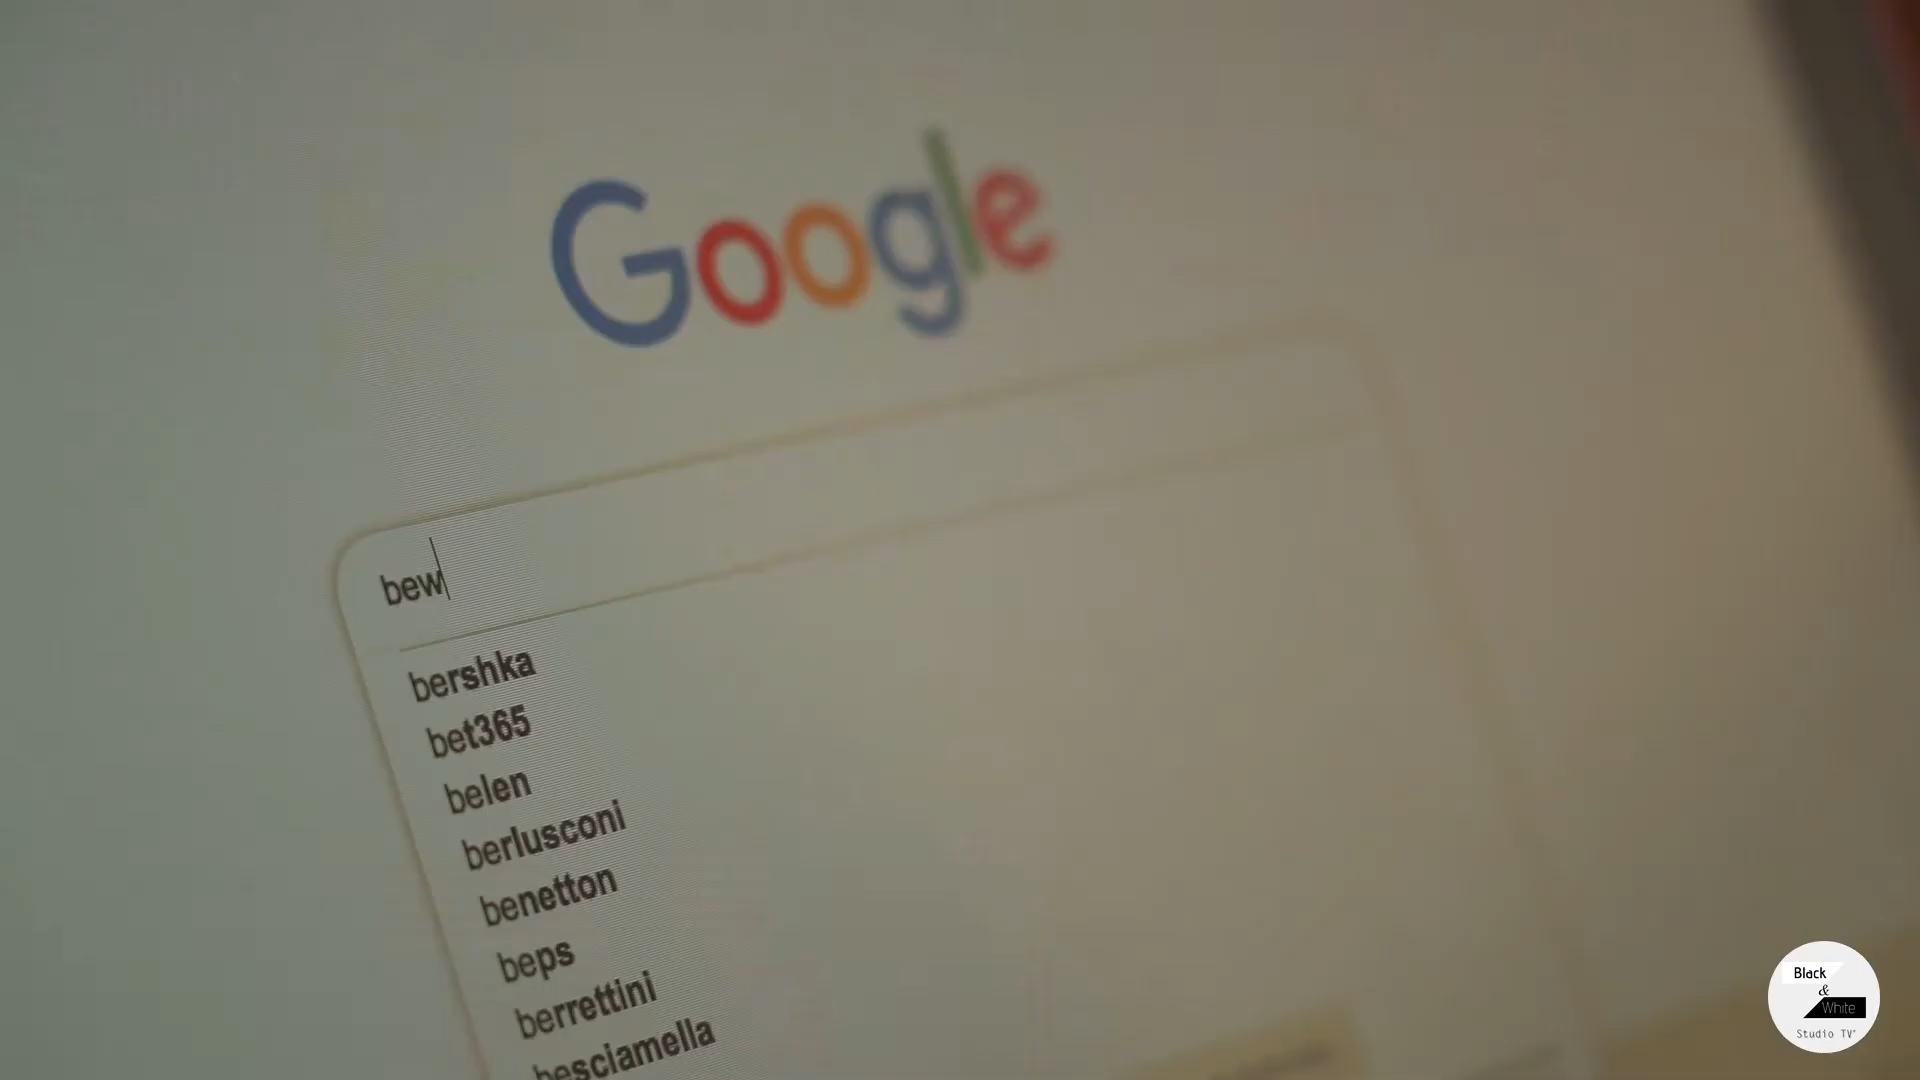 Google
bew
bershka
bet365
belen
berlusconi
benetton
beps
berrettini
besciamella
Black
&
White
Studio TV